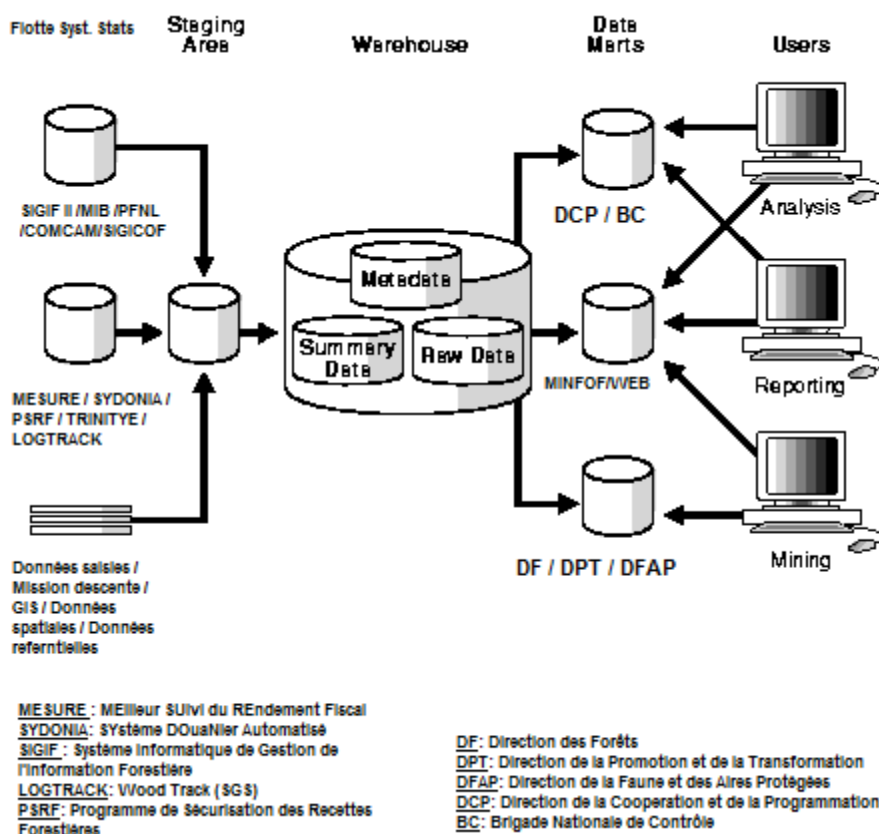 Flotte Syst. Stats
Staging
Area
Warehouse
Data
Marts
Users
SIGIF II /MIB /PFNL
/COMCAM/SIGICOF
MESURE / SYDONIA /
PSRF / TRINITYE /
LOGTRACK
Données saisies /
Mission descente /
GIS / Données
spatiales / Données
referntielles
Metadata
Summary
Data
Raw Data
DCP / BC
MINFOF/WEB
DF / DPT / DFAP
Analysis
Reporting
Mining
MESURE : MEilleur SUivi du REndement Fiscal
SYDONIA: SYstème DOuaNier Automatisé
SIGIF : Système Informatique de Gestion de
l'Information Forestière
LOGTRACK: Wood Track (SGS)
PSRF: Programme de Sécurisation des Recettes
Forestières
DF: Direction des Forêts
DPT: Direction de la Promotion et de la Transformation
DFAP: Direction de la Faune et des Aires Protégées
DCP: Direction de la Cooperation et de la Programmation
BC: Brigade Nationale de Contrôle